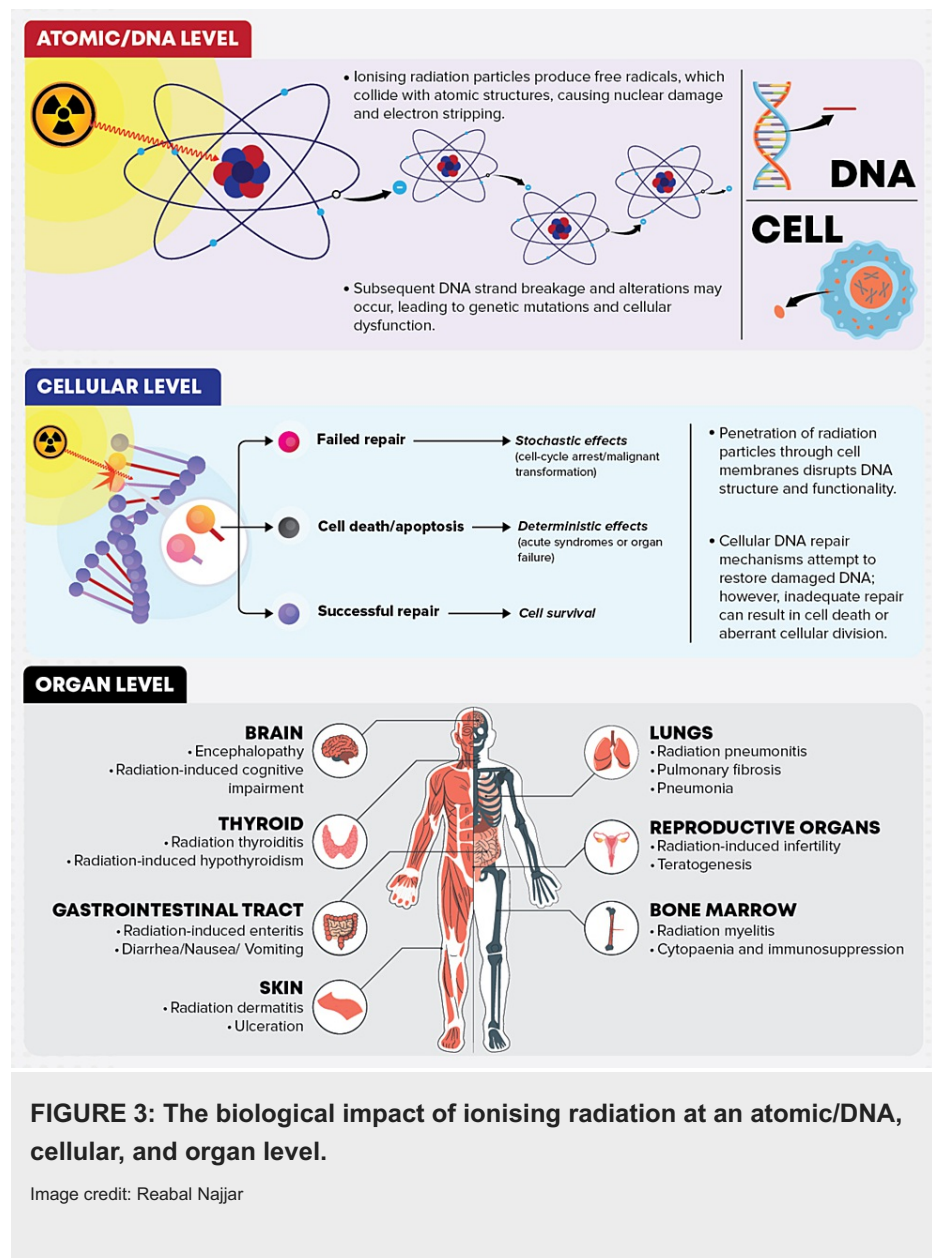 ATOMIC/DNA LEVEL
• Ionising radiation particles produce free radicals, which
collide with atomic structures, causing nuclear damage
and electron stripping.
• Subsequent DNA strand breakage and alterations may
occur, leading to genetic mutations and cellular
dysfunction.
DNA
CELL
CELLULAR LEVEL
Failed repair
Stochastic effects
(cell-cycle arrest/malignant
transformation)
Cell death/apoptosis
Deterministic effects
(acute syndromes or organ
failure)
Successful repair
Cell survival
• Penetration of radiation
particles through cell
membranes disrupts DNA
structure and functionality.
• Cellular DNA repair
mechanisms attempt to
restore damaged DNA;
however, inadequate repair
can result in cell death or
aberrant cellular division.
ORGAN LEVEL
BRAIN
• Encephalopathy
• Radiation-induced cognitive
impairment
THYROID
• Radiation thyroiditis
• Radiation-induced hypothyroidism
GASTROINTESTINAL TRACT
• Radiation-induced enteritis
• Diarrhea/Nausea/ Vomiting
SKIN
• Radiation dermatitis
• Ulceration
LUNGS
• Radiation pneumonitis
• Pulmonary fibrosis
• Pneumonia
REPRODUCTIVE ORGANS
• Radiation-induced infertility
• Teratogenesis
BONE MARROW
• Radiation myelitis
• Cytopaenia and immunosuppression
FIGURE 3: The biological impact of ionising radiation at an atomic/DNA,
cellular, and organ level.
Image credit: Reabal Najjar